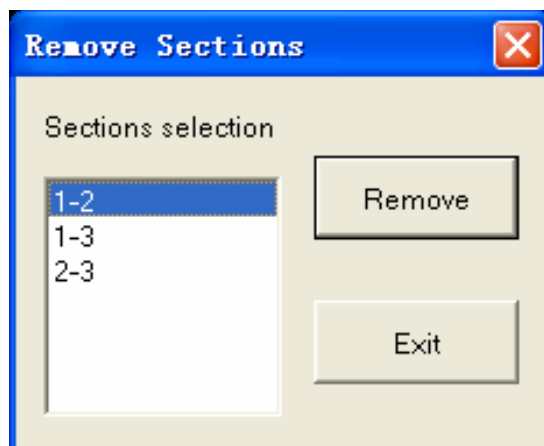 Remove Sections
Sections selection
1-2
1-3
2-3
Remove
Exit